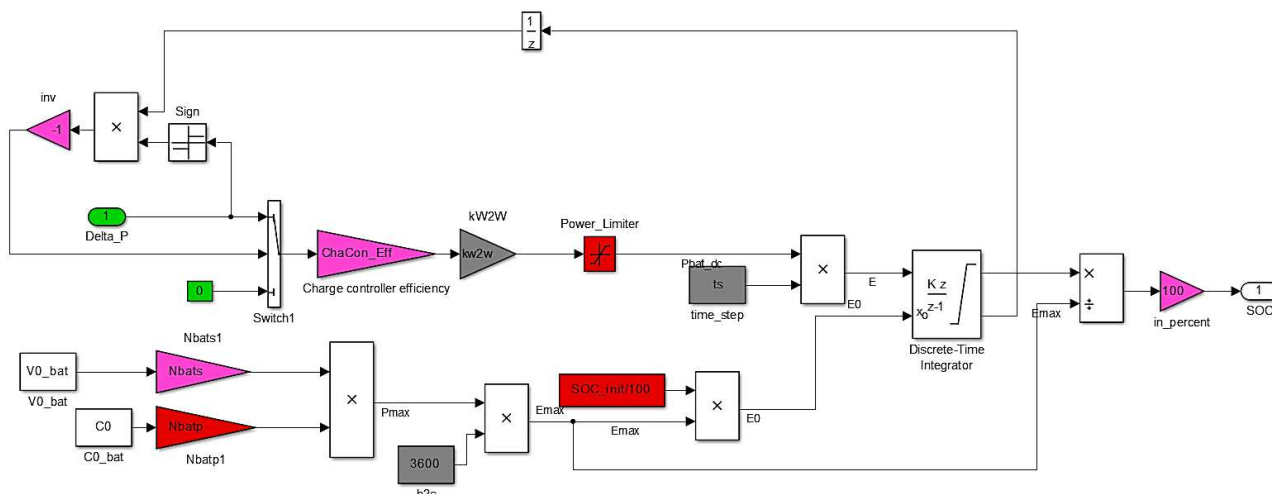 1
z
inv
-1
×
Sign
1
Delta_P
0
Switch1
ChaCon_Eff
Charge controller efficiency
kW2W
kw2w
Power_Limiter
Pbat_dc
ts
time_step
×
E
E0
K z
z-1
xo
Discrete-Time
Integrator
Emax
×
÷
100
in_percent
1
SOC
V0_bat
V0_bat
Nbats1
Nbats
C0
C0_bat
Nbatp
Nbatp1
×
Pmax
3600
×
Emax
SOC_init/100
Emax
×
E0